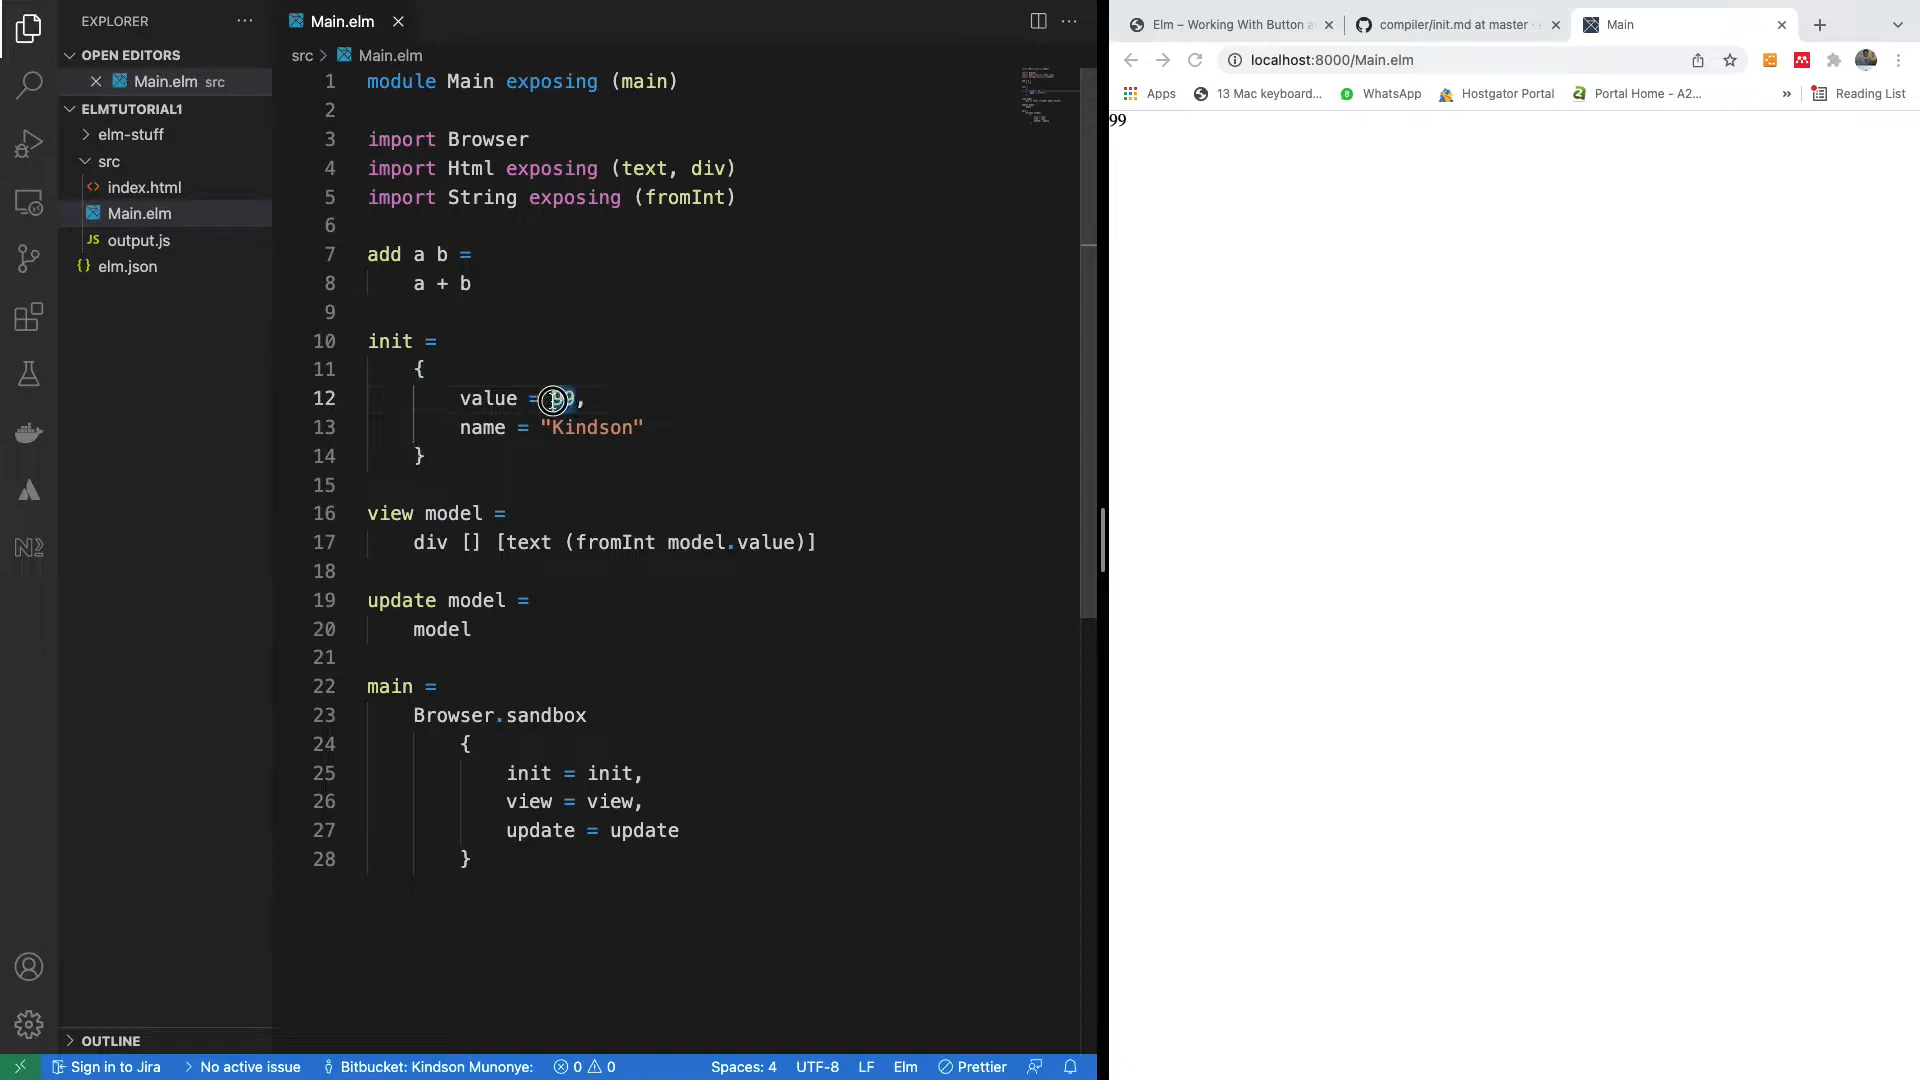 EXPLORER
OPEN EDITORS
Main.elm src
ELMTUTORIAL1
elm-stuff
src
index.html
Main.elm
JS output.js
{} elm.json
OUTLINE
Main.elm
src > Main.elm
1 module Main exposing (main)
2
3 import Browser
4 import Html exposing (text, div)
5 import String exposing (fromInt)
6
7 add a b =
8 a + b
9
10 init =
11 {
12 value = 99,
13 name = "Kindson"
14 }
15
16 view model =
17 div [] [text (fromInt model.value)]
18
19 update model =
20 model
21
22 main =
23 Browser.sandbox
24 {
25 init = init,
26 view = view,
27 update = update
28 }
Sign in to Jira
No active issue
Bitbucket: Kindson Munonye:
0 0
Spaces: 4
UTF-8
LF
Elm
Prettier
Elm – Working With Button
compiler/init.md at master
Main
localhost:8000/Main.elm
Apps
13 Mac keyboard...
WhatsApp
Hostgator Portal
Portal Home - A2...
»
Reading List
99